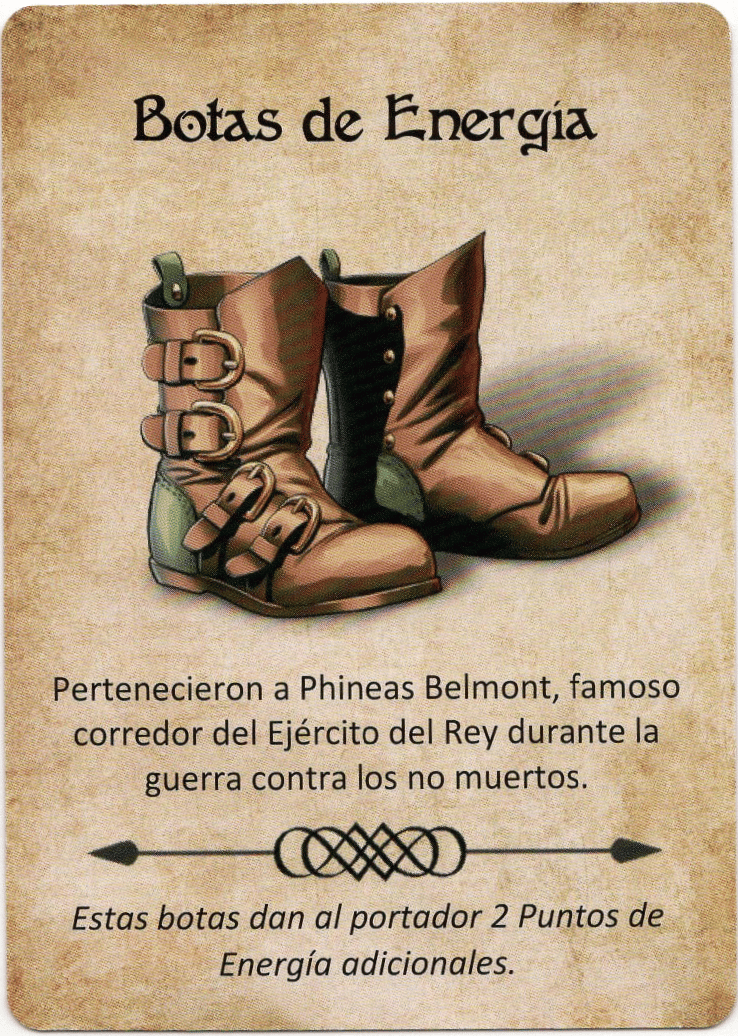 Botas de Energía
Pertenecieron a Phineas Belmont, famoso
corredor del Ejército del Rey durante la
guerra contra los no muertos.
Estas botas dan al portador 2 Puntos de
Energía adicionales.